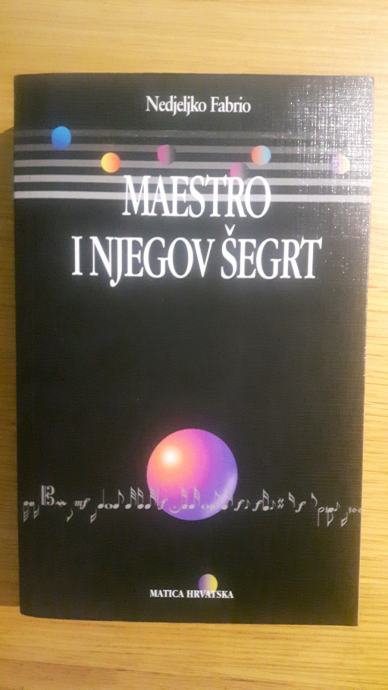 Nedjeljko Fabrio
MAESTRO
I NJEGOV ŠEGRT
MATICA HRVATSKA